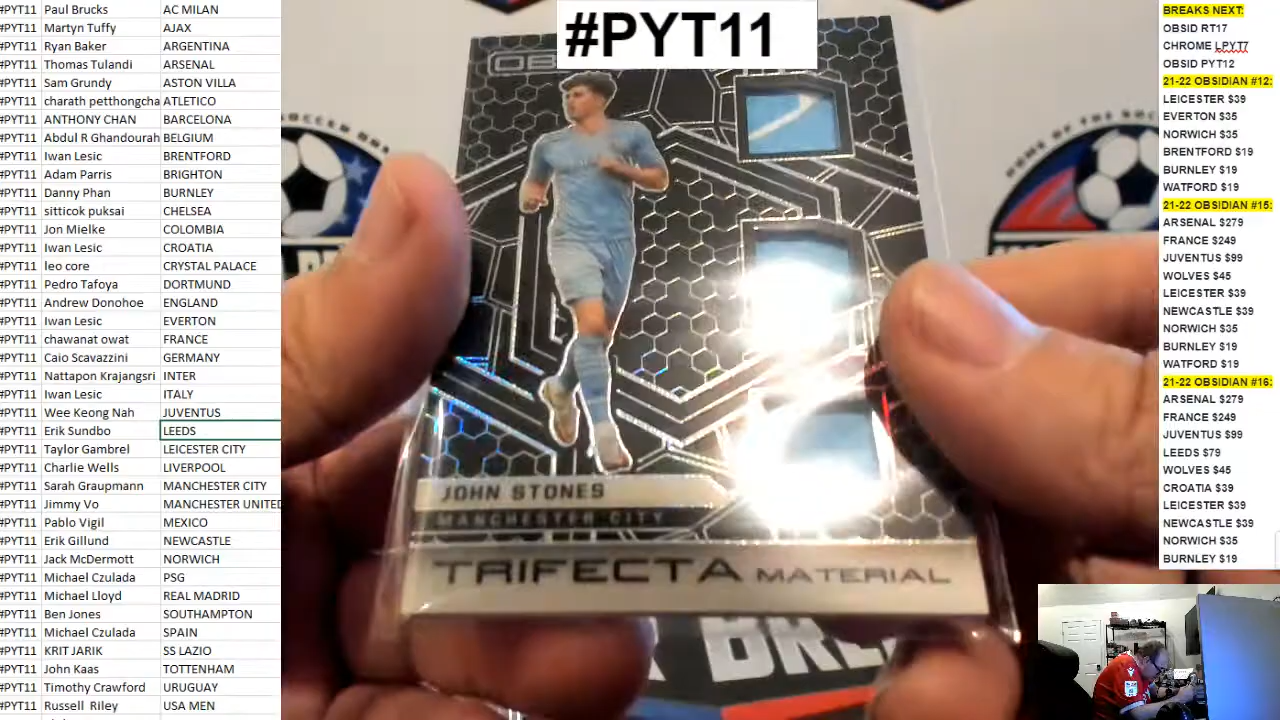 #PYT11 Paul Brucks AC MILAN
#PYT11 Martyn Tuffy AJAX
#PYT11 Ryan Baker ARGENTINA
#PYT11 Thomas Tulandi ARSENAL
#PYT11 Sam Grundy ASTON VILLA
#PYT11 charath petthongcha ATLETICO
#PYT11 ANTHONY CHAN BARCELONA
#PYT11 Abdul R Ghandourah BELGIUM
#PYT11 Iwan Lesic BRENTFORD
#PYT11 Adam Parris BRIGHTON
#PYT11 Danny Phan BURNLEY
#PYT11 sitticok puksai CHELSEA
#PYT11 Jon Mielke COLOMBIA
#PYT11 Iwan Lesic CROATIA
#PYT11 leo core CRYSTAL PALACE
#PYT11 Pedro Tafoya DORTMUND
#PYT11 Andrew Donohoe ENGLAND
#PYT11 Iwan Lesic EVERTON
#PYT11 chawanat owat FRANCE
#PYT11 Caio Scavazzini GERMANY
#PYT11 Nattapon Krajangsri INTER
#PYT11 Iwan Lesic ITALY
#PYT11 Wee Keong Nah JUVENTUS
#PYT11 Erik Sundbo LEEDS
#PYT11 Taylor Gambrel LEICESTER CITY
#PYT11 Charlie Wells LIVERPOOL
#PYT11 Sarah Graupmann MANCHESTER CITY
#PYT11 Jimmy Vo MANCHESTER UNITED
#PYT11 Pablo Vigil MEXICO
#PYT11 Erik Gillund NEWCASTLE
#PYT11 Jack McDermott NORWICH
#PYT11 Michael Czulada PSG
#PYT11 Michael Lloyd REAL MADRID
#PYT11 Ben Jones SOUTHAMPTON
#PYT11 Michael Czulada SPAIN
#PYT11 KRIT JARIK SS LAZIO
#PYT11 John Kaas TOTTENHAM
#PYT11 Timothy Crawford URUGUAY
#PYT11 Russell Riley USA MEN
#PYT11
JOHN STONES
MANCHESTER CITY
TRIFECTA MATERIAL
BREAKS NEXT:
OBSID RT17
CHROME LPYT7
OBSID PYT12
21-22 OBSIDIAN #12:
LEICESTER $39
EVERTON $35
NORWICH $35
BRENTFORD $19
BURNLEY $19
WATFORD $19
21-22 OBSIDIAN #15:
ARSENAL $279
FRANCE $249
JUVENTUS $99
WOLVES $45
LEICESTER $39
NEWCASTLE $39
NORWICH $35
BURNLEY $19
WATFORD $19
21-22 OBSIDIAN #16:
ARSENAL $279
FRANCE $249
JUVENTUS $99
LEEDS $79
WOLVES $45
CROATIA $39
LEICESTER $39
NEWCASTLE $39
NORWICH $35
BURNLEY $19